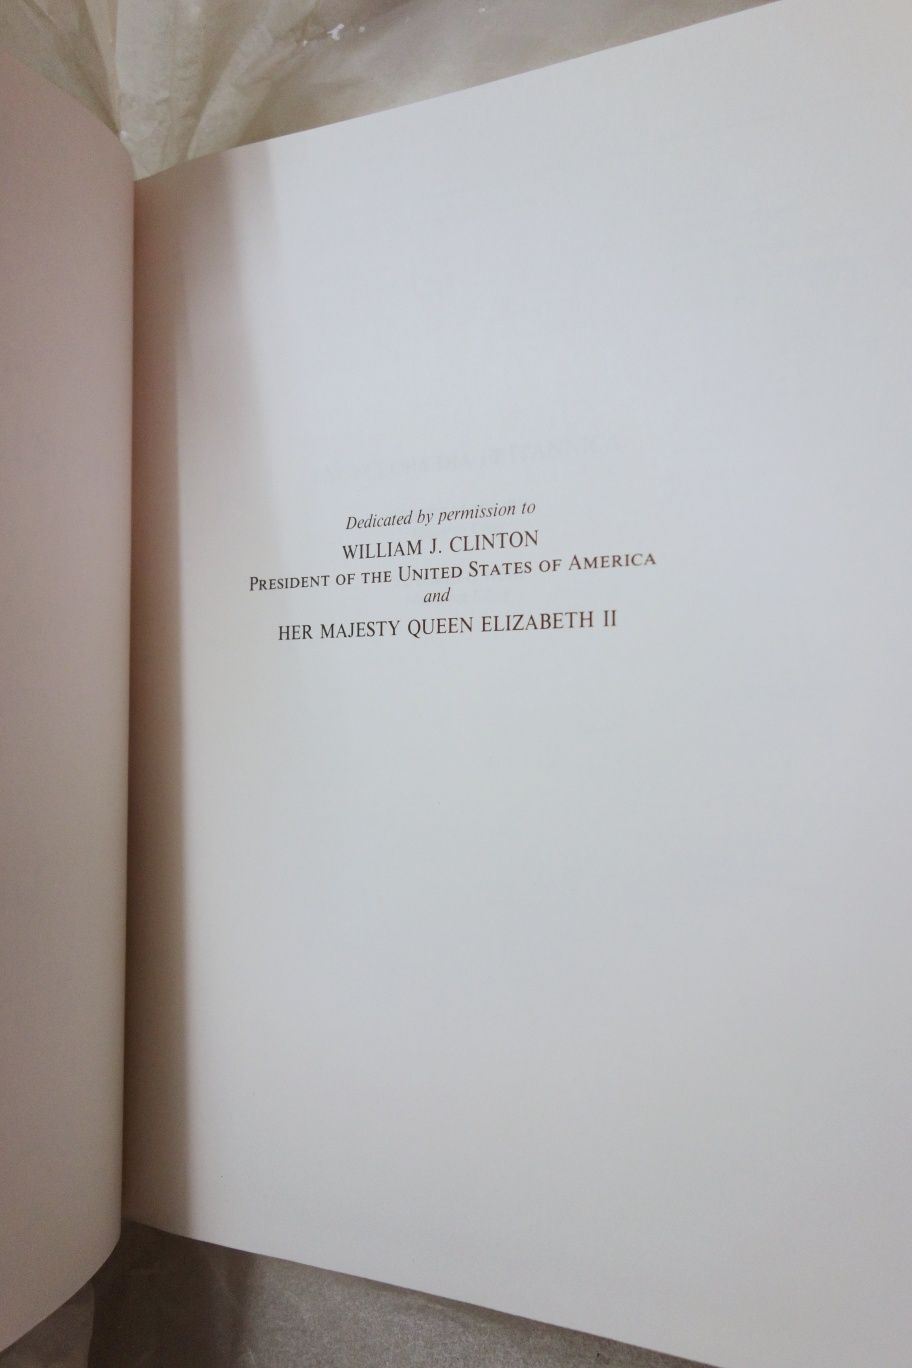 Dedicated by permission to
WILLIAM J. CLINTON
PRESIDENT OF THE UNITED STATES OF AMERICA
and
HER MAJESTY QUEEN ELIZABETH II